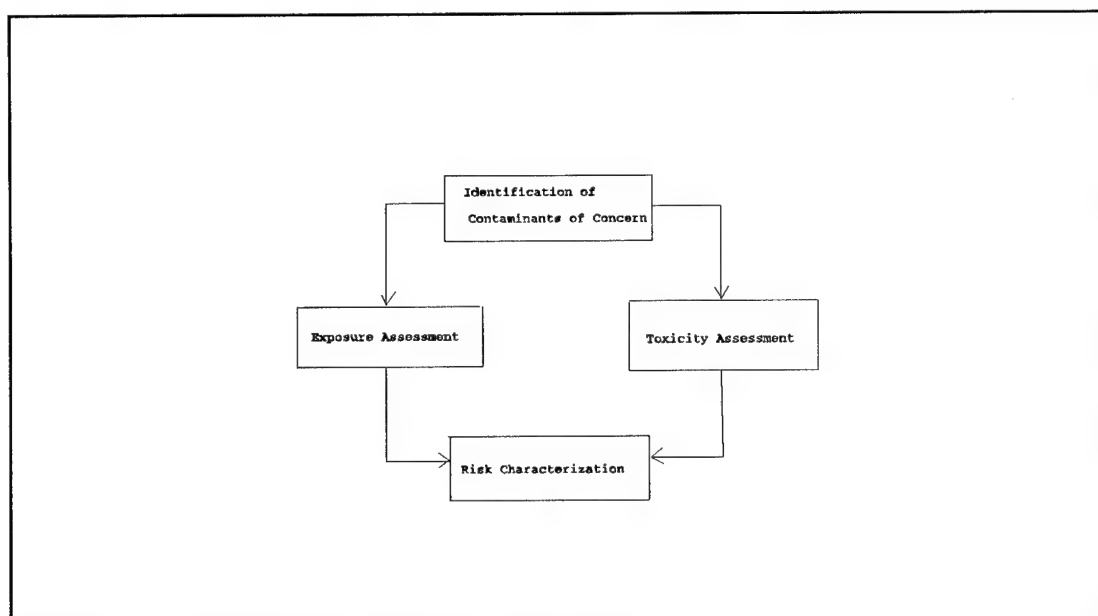 Identification of
Contaminants of Concern
Exposure Assessment
Toxicity Assessment
Risk Characterization